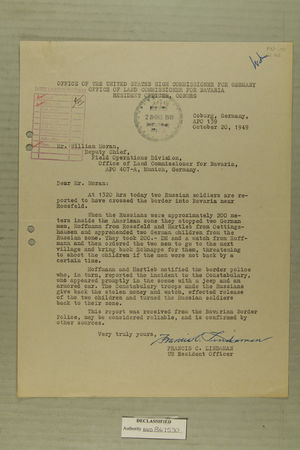 OFFICE OF THE UNITED STATES HIGH COMMISSIONER FOR GERMANY
OFFICE OF LAND COMMISSIONER FOR BAVARIA
RESIDENT OFFICER, COBURG
Coburg, Germany,
APO 139
October 20, 1949
Mr. William Moran,
Deputy Chief,
Field Operations Division,
Office of Land Commissioner for Bavaria,
APO 407-A, Munich, Germany.
Dear Mr. Moran:
At 1320 hrs today two Russian soldiers are re-
ported to have crossed the border into Bavaria near
Rossfeld.
When the Russians were approximately 200 me-
ters inside the American zone they stopped two German
men, Hoffmann from Rossfeld and Hartleb from
and apprehended two German children from the
Russian zone. They took 20.- DM and a watch from Hoff-
mann and then ordered the two men to go to the next
village and bring back Schnapps for them, threatening
to shoot the children if the men were not back by a
certain time.
Hoffmann and Hartleb notified the border police
who, in turn, reported the incident to the Constabulary,
who appeared promptly in the scene with a jeep and an
armored car. The Constabulary troops made the Russians
give back the stolen money and watch, effected release
of the two children and turned the Russian soldiers
back to their zone.
This report was received from the Bavarian Border
Police, may be considered reliable, and is confirmed by
other sources.
Very truly yours,
Francis C. Lindaman
FRANCIS C. LINDAMAN
US Resident Officer
DECLASSIFIED
Authority NND 867530